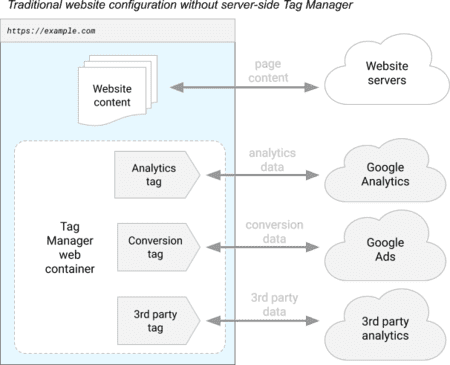 Traditional website configuration without server-side Tag Manager
https://example.com
Website
content
page
content
Website
servers
Tag
Manager
web
container
Analytics
tag
analytics
data
Google
Analytics
Conversion
tag
conversion
data
Google
Ads
3rd party
tag
3rd party
data
3rd party
analytics